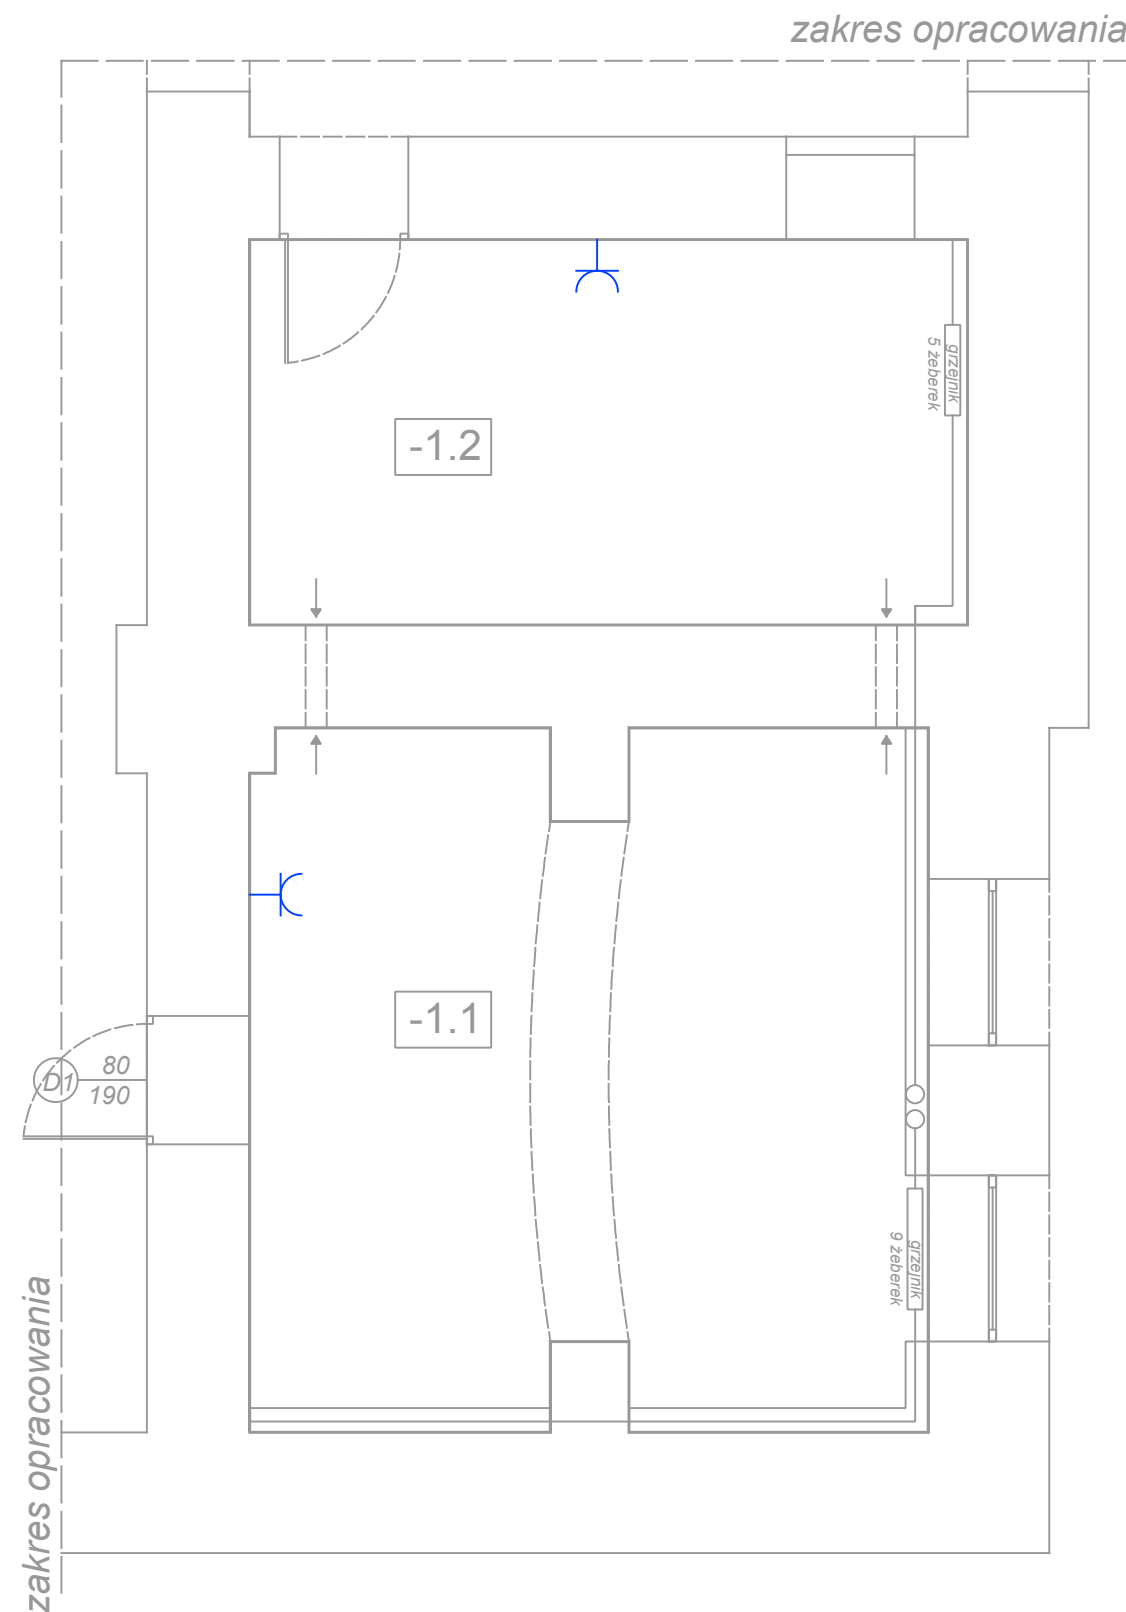 zakres opracowania
grzejnik
5 żeberek
-1.2
-1.1
D1
80
190
grzejnik
9 żeberek
zakres opracowania